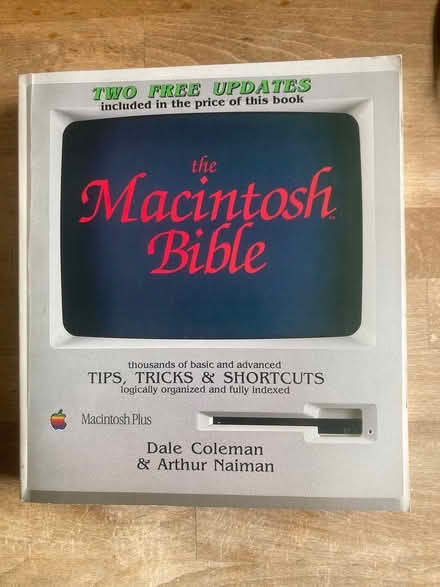 TWO FREE UPDATES
included in the price of this book
the
Macintosh™
Bible
thousands of basic and advanced
TIPS, TRICKS & SHORTCUTS
logically organized and fully indexed
Macintosh Plus
Dale Coleman
& Arthur Naiman